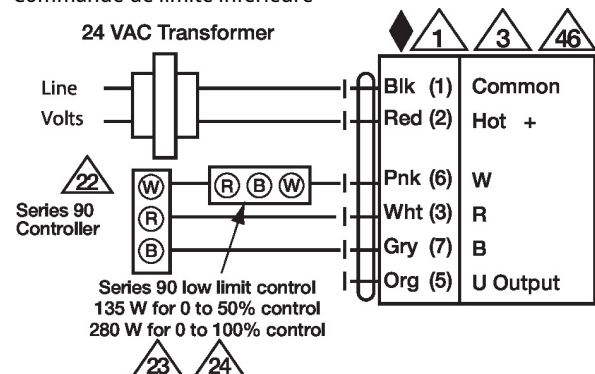 Commande de limite inférieure
24 VAC Transformer
1 3 46
Line
Volts
Blk (1) Common
Red (2) Hot +
Pnk (6) W
Wht (3) R
Gry (7) B
Org (5) U Output
22
Series 90
Controller
W
R
B
R B W
Series 90 low limit control
135 W for 0 to 50% control
280 W for 0 to 100% control
23 24